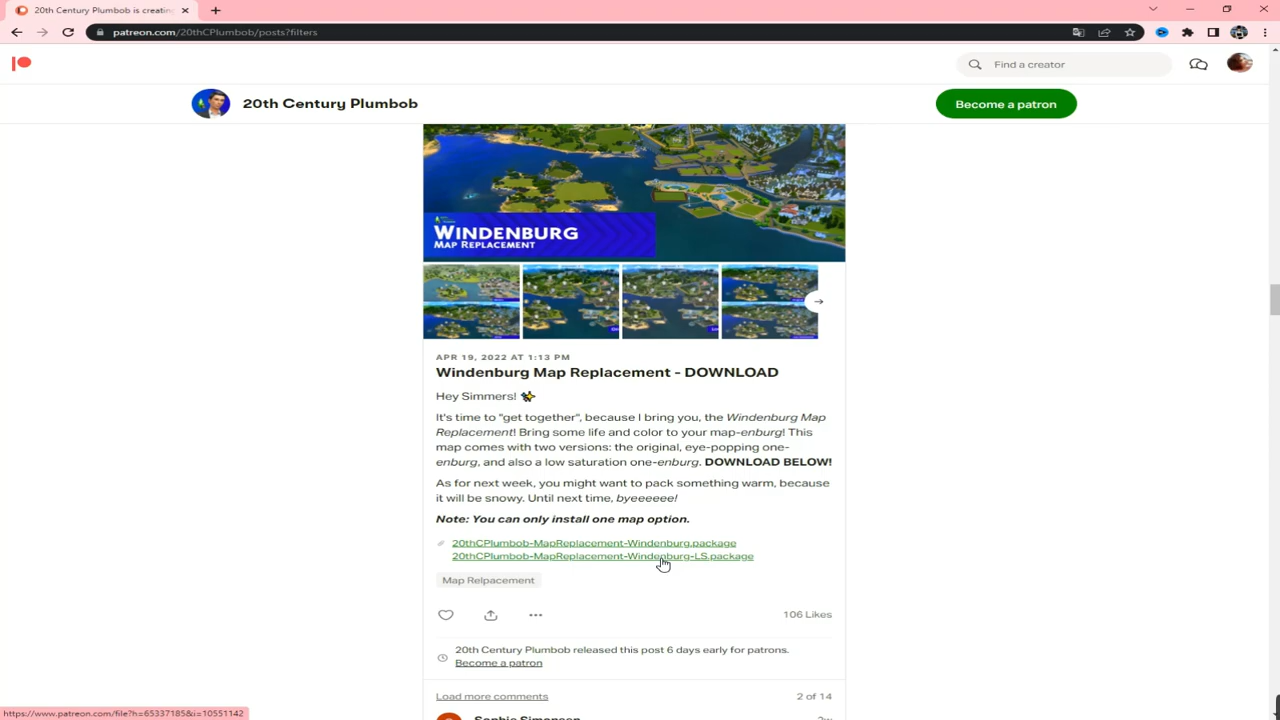 20th Century Plumbob is creating
patreon.com/20thCPlumbob/posts?filters
Find a creator
20th Century Plumbob
Become a patron
WINDENBURG
MAP REPLACEMENT
APR 19, 2022 AT 1:13 PM
Windenburg Map Replacement - DOWNLOAD
Hey Simmers! ✨
It's time to "get together", because I bring you, the Windenburg Map
Replacement! Bring some life and color to your map-enburg! This
map comes with two versions: the original, eye-popping one-
enburg, and also a low saturation one-enburg. DOWNLOAD BELOW!
As for next week, you might want to pack something warm, because
it will be snowy. Until next time, byeeeeee!
Note: You can only install one map option.
20thCPlumbob-MapReplacement-Windenburg.package
20thCPlumbob-MapReplacement-Windenburg-LS.package
Map Relpacement
106 Likes
20th Century Plumbob released this post 6 days early for patrons.
Become a patron
Load more comments
2 of 14
Sophie Simonsen
2w
https://www.patreon.com/file?h=65337185&i=10551142